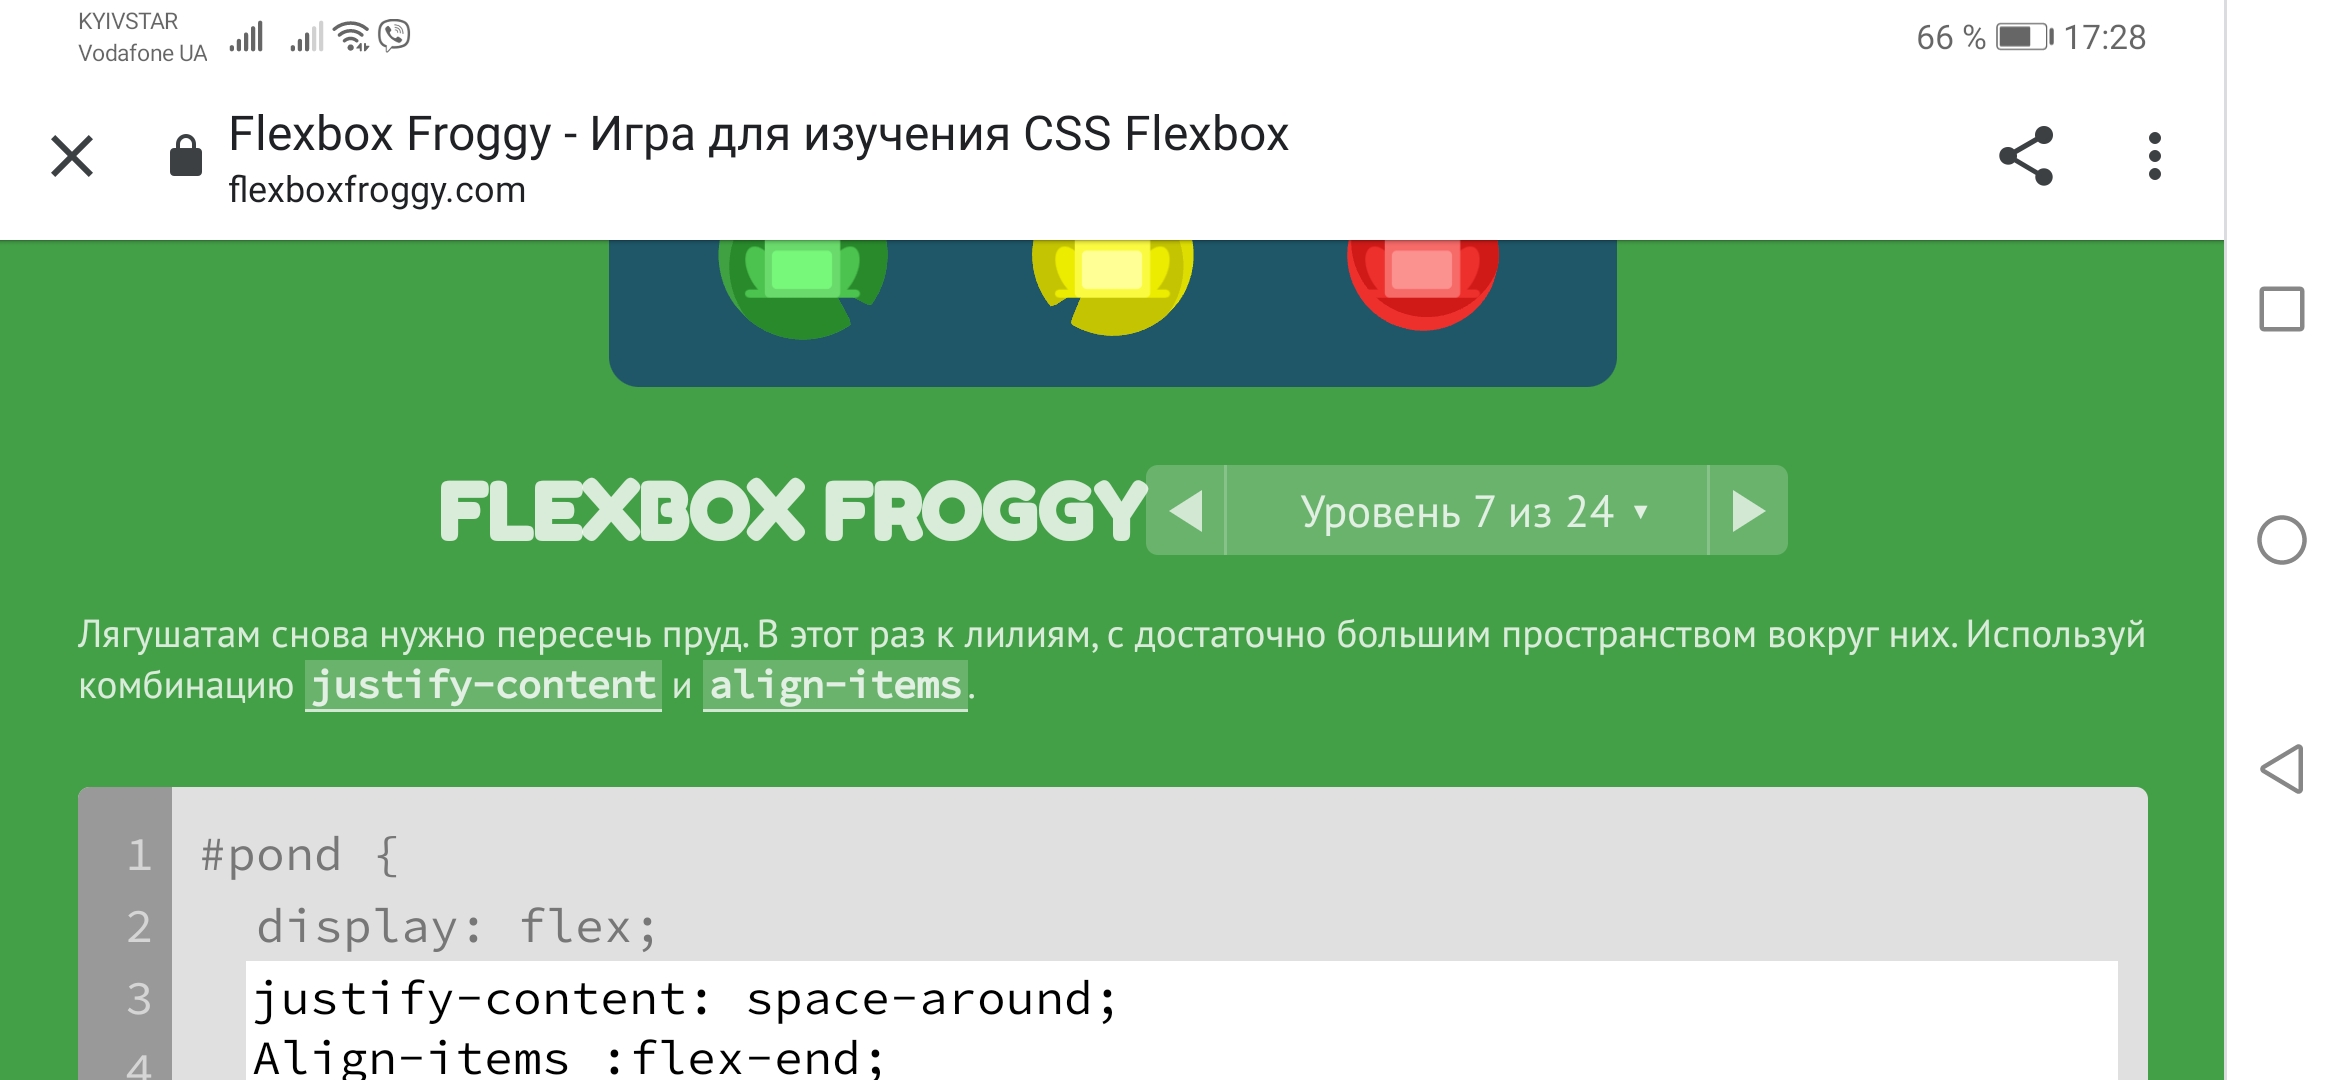 KYIVSTAR
Vodafone UA
66 %
17:28
Flexbox Froggy - Игра для изучения CSS Flexbox
flexboxfroggy.com
FLEXBOX FROGGY
Уровень 7 из 24 ▾
Лягушатам снова нужно пересечь пруд. В этот раз к лилиям, с достаточно большим пространством вокруг них. Используй
комбинацию justify-content и align-items.
1 #pond {
2 display: flex;
3 justify-content: space-around;
4 Align-items :flex-end;